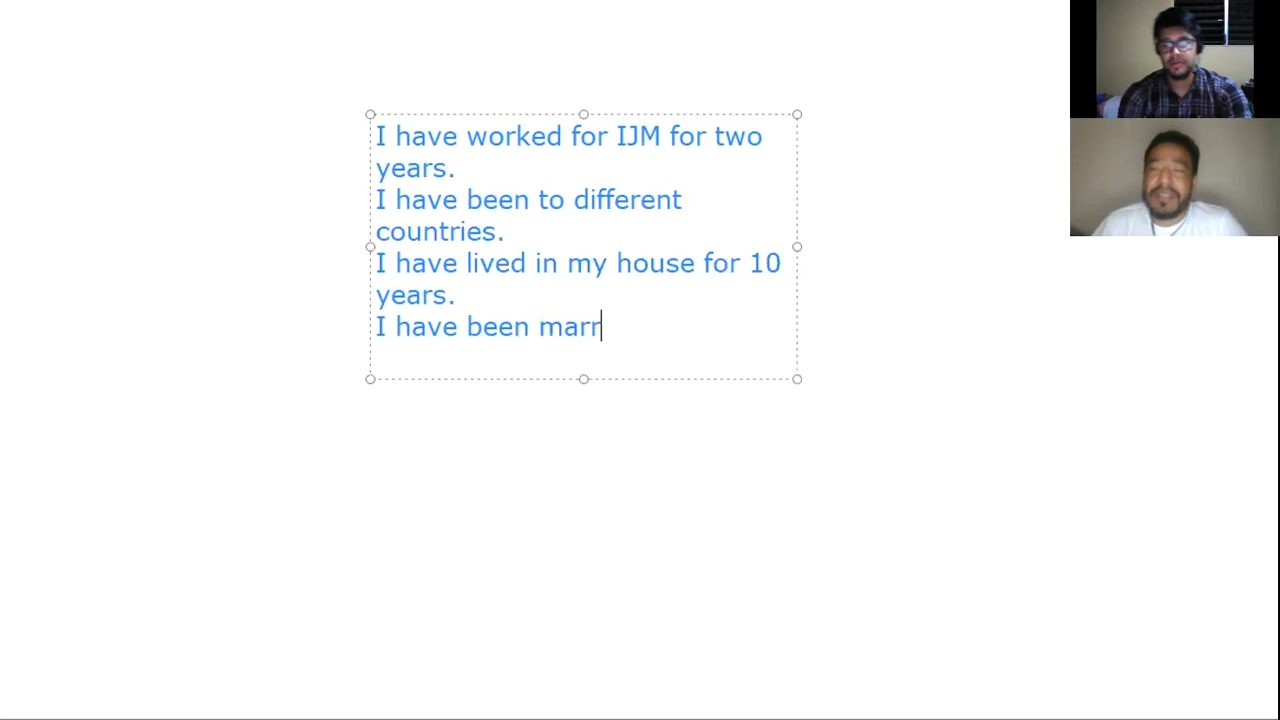 I have worked for IJM for two
years.
I have been to different
countries.
I have lived in my house for 10
years.
I have been marr